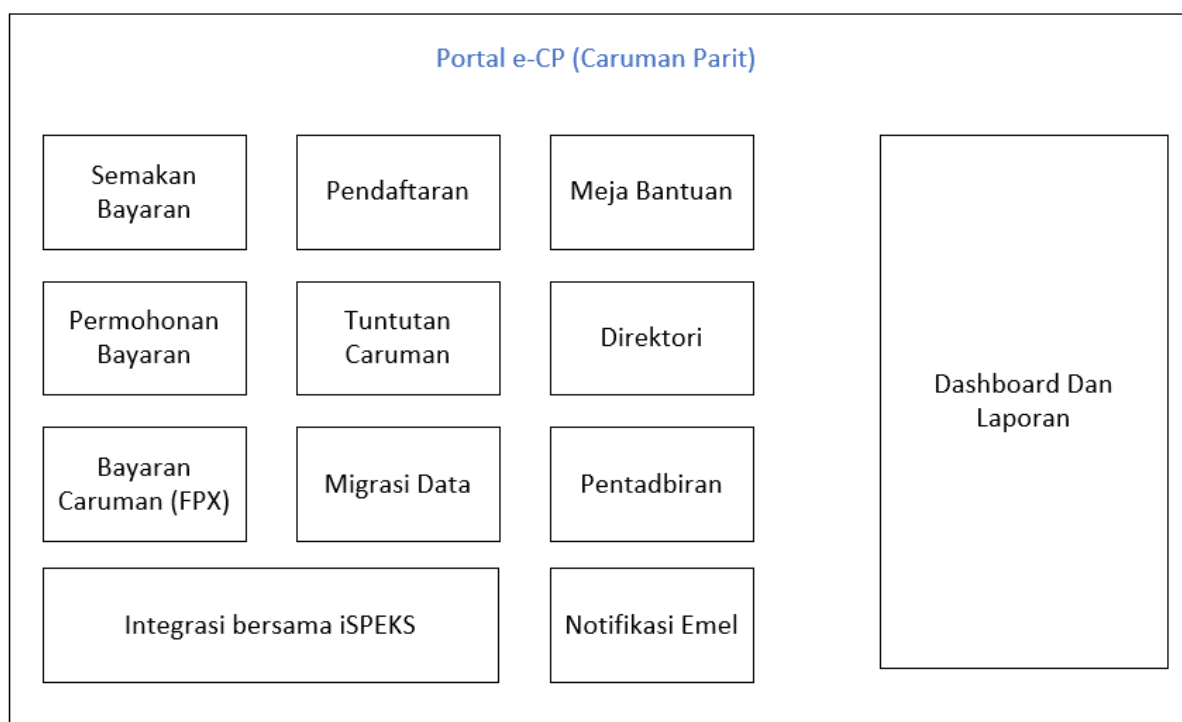 Portal e-CP (Caruman Parit)
Semakan
Bayaran
Pendaftaran
Meja Bantuan
Permohonan
Bayaran
Tuntutan
Caruman
Direktori
Dashboard Dan
Laporan
Bayaran
Caruman (FPX)
Migrasi Data
Pentadbiran
Integrasi bersama iSPEKS
Notifikasi Emel